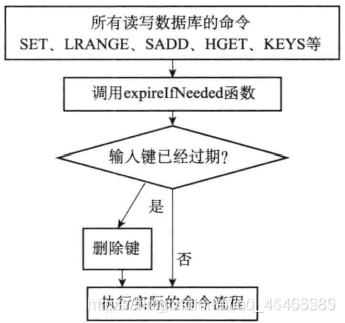 所有读写数据库的命令
SET、LRANGE、SADD、HGET、KEYS等
调用expireIfNeeded函数
输入键已经过期?
是
删除键
否
执行实际的命令流程